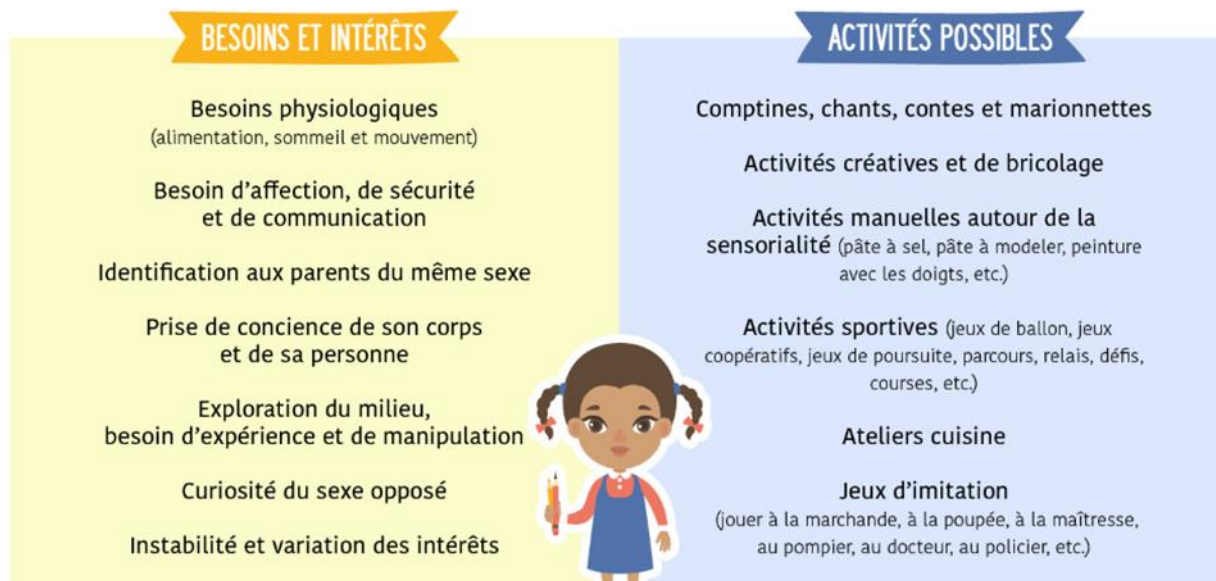 BESOINS ET INTÉRÊTS
Besoins physiologiques
(alimentation, sommeil et mouvement)
Besoin d'affection, de sécurité
et de communication
Identification aux parents du même sexe
Prise de concience de son corps
et de sa personne
Exploration du milieu,
besoin d'expérience et de manipulation
Curiosité du sexe opposé
Instabilité et variation des intérêts
ACTIVITÉS POSSIBLES
Comptines, chants, contes et marionnettes
Activités créatives et de bricolage
Activités manuelles autour de la
sensorialité (pâte à sel, pâte à modeler, peinture
avec les doigts, etc.)
Activités sportives (jeux de ballon, jeux
coopératifs, jeux de poursuite, parcours, relais, défis,
courses, etc.)
Ateliers cuisine
Jeux d'imitation
(jouer à la marchande, à la poupée, à la maîtresse,
au pompier, au docteur, au policier, etc.)